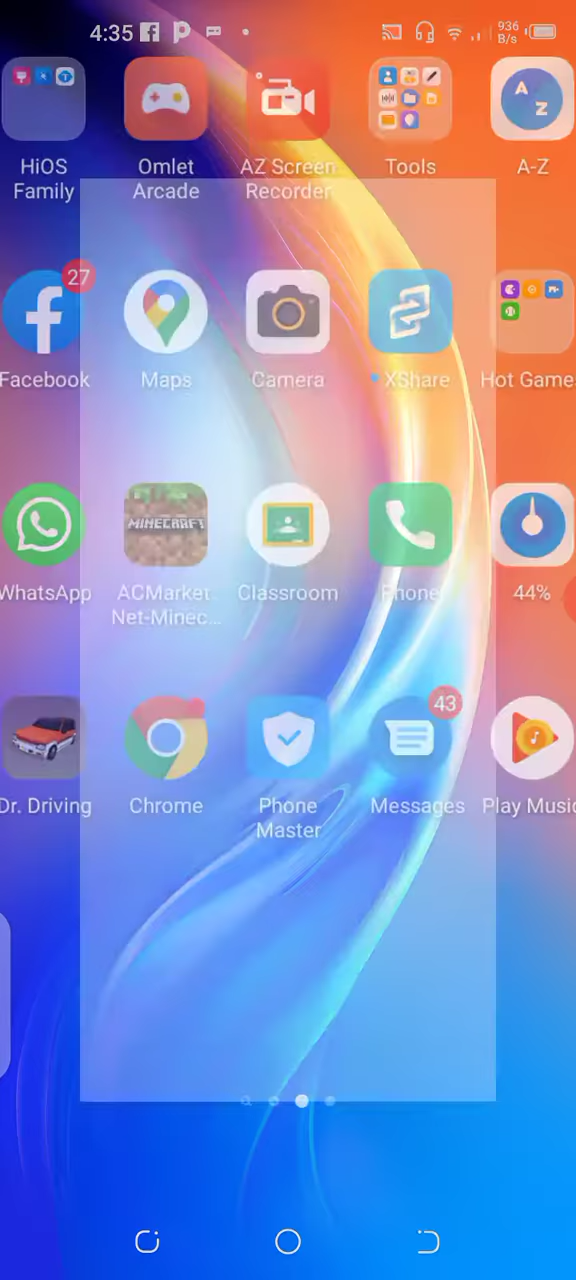 4:35
936
B/s
HiOS
Family
Omlet
Arcade
AZ Screen
Recorder
Tools
A-Z
A
Z
27
Facebook
Maps
Camera
XShare
Hot Game
MINECRAFT
WhatsApp
ACMarket
Net-Minec...
Classroom
Phone
44%
43
Dr. Driving
Chrome
Phone
Master
Messages
Play Music